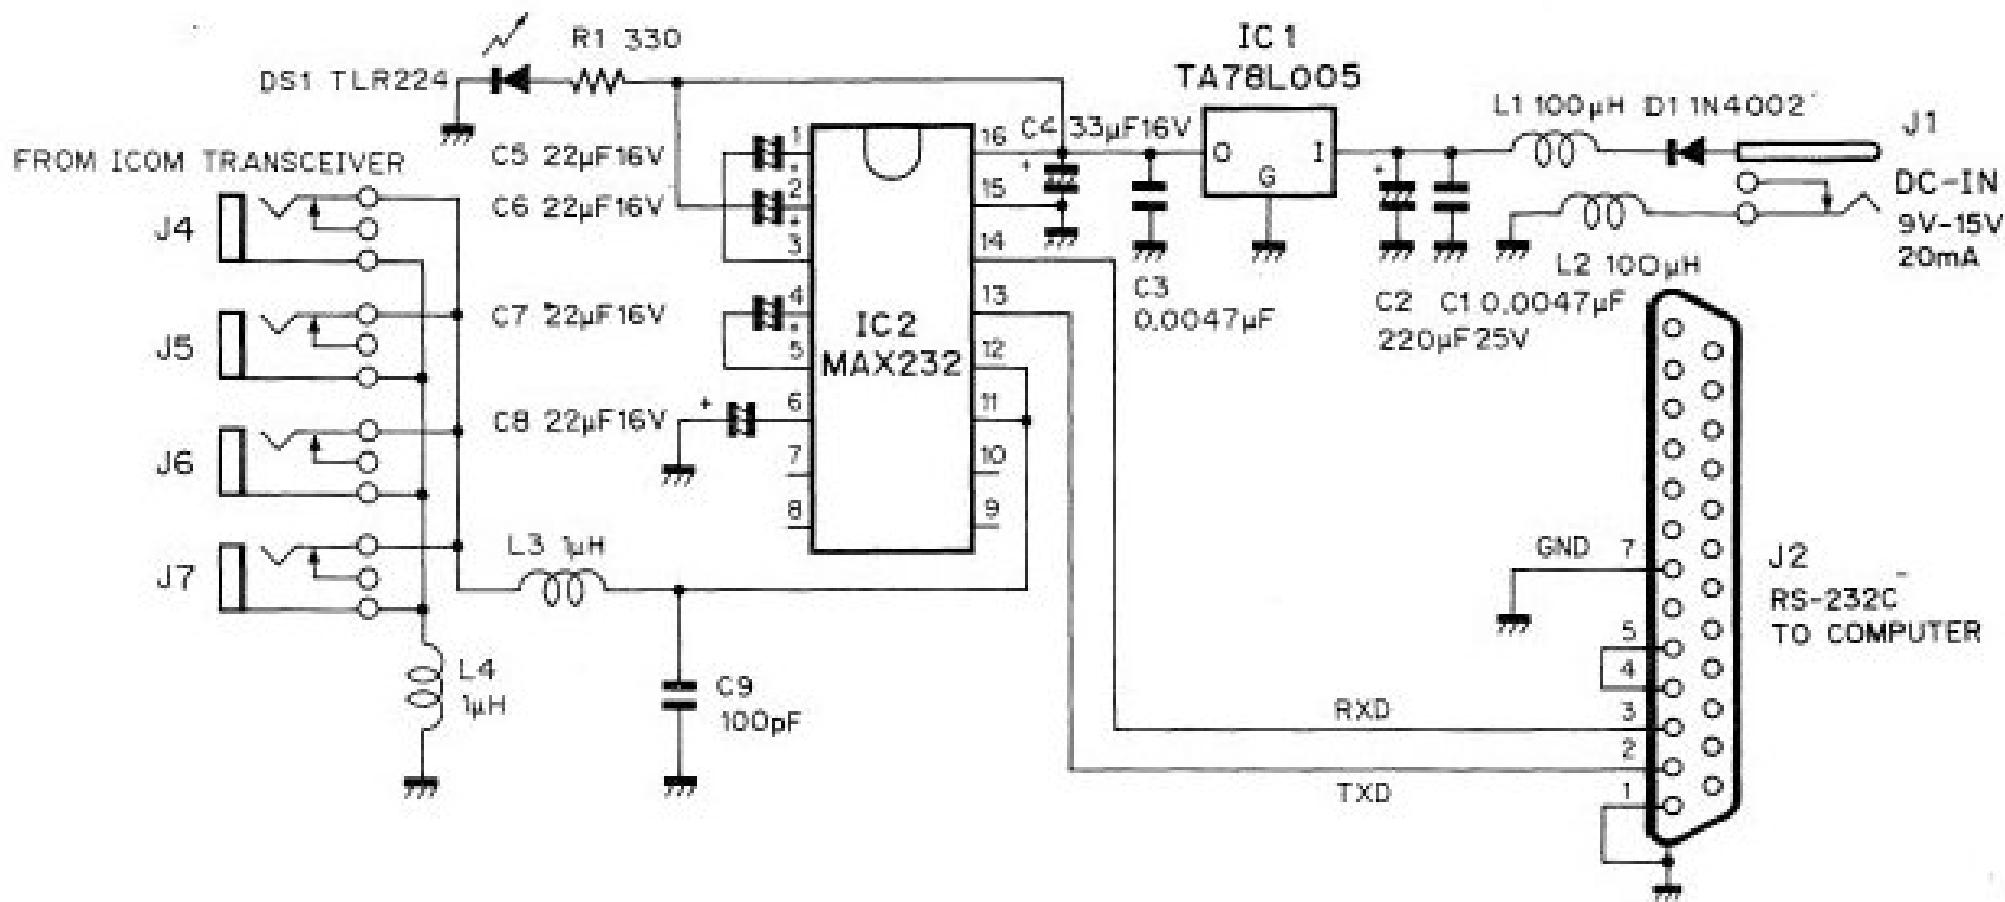 R1 330
DS1 TLR224
IC1
TA78L005
L1 100µH D1 1N4002
J1
DC-IN
9V-15V
20mA
FROM ICOM TRANSCEIVER
C5 22µF16V
C6 22µF16V
C7 22µF16V
C8 22µF16V
C4 33µF16V
O
I
G
L2 100µH
C3
0.0047µF
C2
220µF25V
C1 0.0047µF
J4
J5
J6
J7
1
2
3
4
5
6
7
8
16
15
14
13
12
11
10
9
IC2
MAX232
L3 1µH
L4
1µH
C9
100pF
GND 7
5
4
3
2
1
RXD
TXD
J2
RS-232C
TO COMPUTER
+
+
+